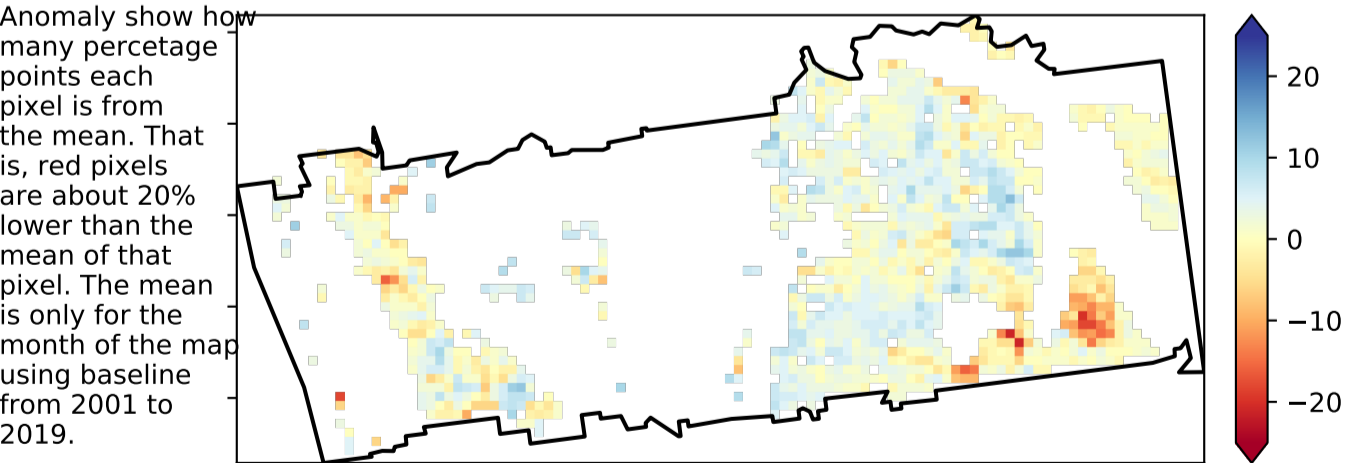 Anomaly show how
many percetage
points each
pixel is from
the mean. That
is, red pixels
are about 20%
lower than the
mean of that
pixel. The mean
is only for the
month of the map
using baseline
from 2001 to
2019.
20
10
0
−10
−20